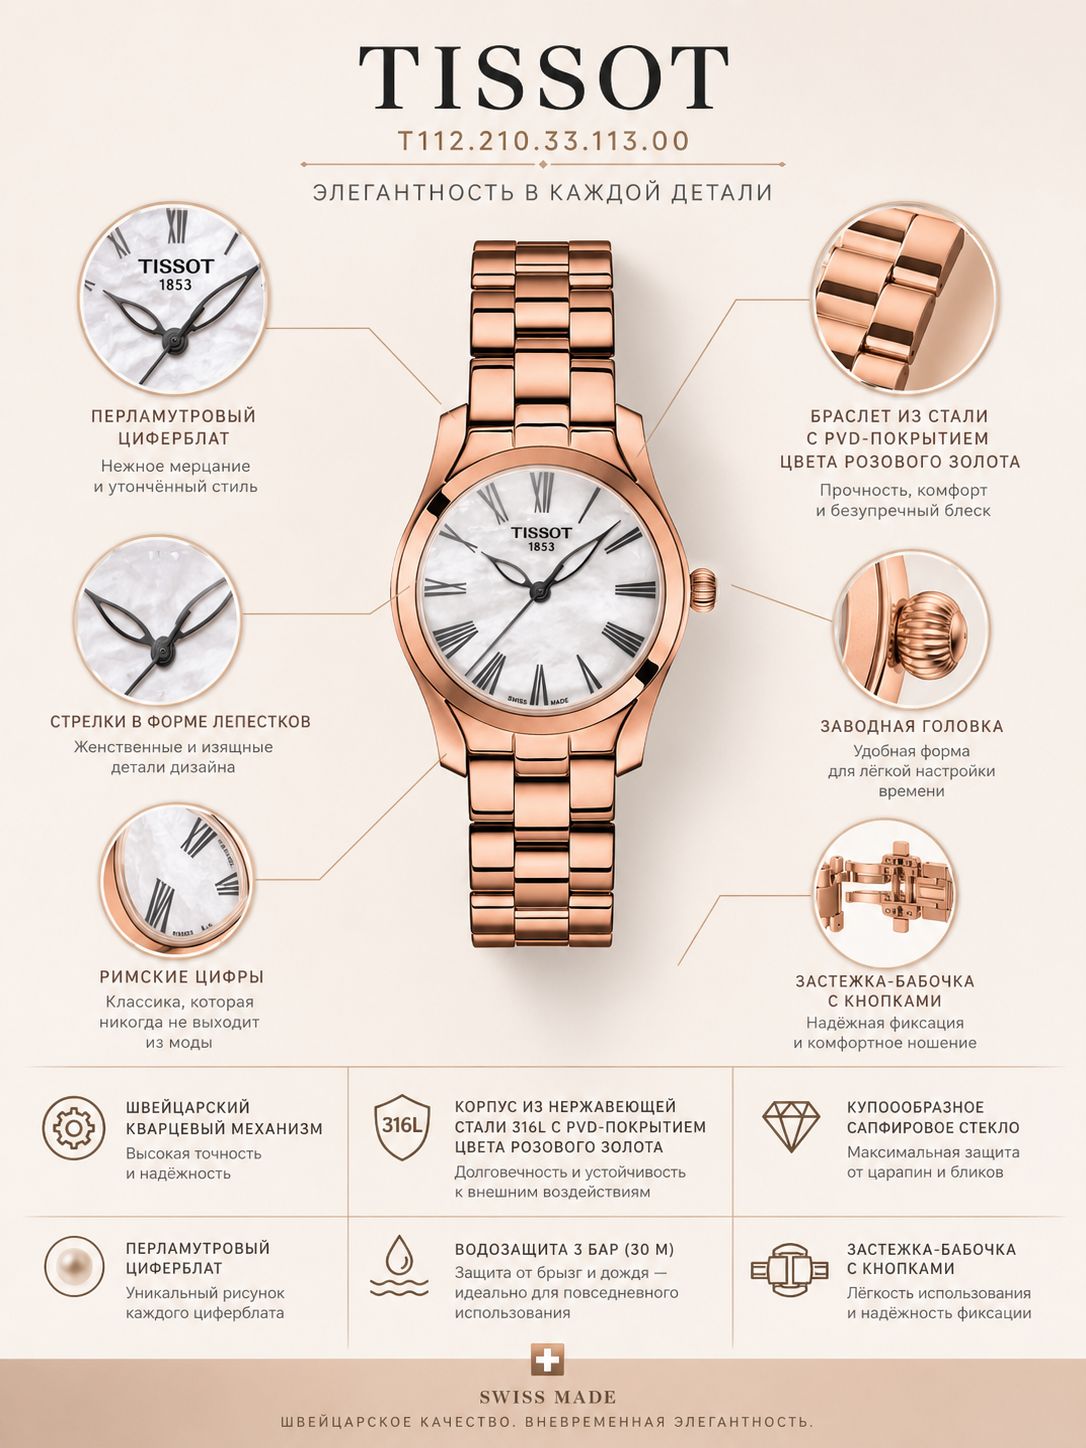 TISSOT
T112.210.33.113.00
ЭЛЕГАНТНОСТЬ В КАЖДОЙ ДЕТАЛИ
XII
TISSOT
1853
ПЕРЛАМУТРОВЫЙ
ЦИФЕРБЛАТ
Нежное мерцание
и утончённый стиль
БРАСЛЕТ ИЗ СТАЛИ
С PVD-ПОКРЫТИЕМ
ЦВЕТА РОЗОВОГО ЗОЛОТА
Прочность, комфорт
и безупречный блеск
XII
TISSOT
1853
SWISS MADE
СТРЕЛКИ В ФОРМЕ ЛЕПЕСТКОВ
Женственные и изящные
детали дизайна
ЗАВОДНАЯ ГОЛОВКА
Удобная форма
для лёгкой настройки
времени
РИМСКИЕ ЦИФРЫ
Классика, которая
никогда не выходит
из моды
ЗАСТЕЖКА-БАБОЧКА
С КНОПКАМИ
Надёжная фиксация
и комфортное ношение
ШВЕЙЦАРСКИЙ
КВАРЦЕВЫЙ МЕХАНИЗМ
Высокая точность
и надёжность
316L
КОРПУС ИЗ НЕРЖАВЕЮЩЕЙ
СТАЛИ 316L С PVD-ПОКРЫТИЕМ
ЦВЕТА РОЗОВОГО ЗОЛОТА
Долговечность и устойчивость
к внешним воздействиям
КУПОООБРАЗНОЕ
САПФИРОВОЕ СТЕКЛО
Максимальная защита
от царапин и бликов
ПЕРЛАМУТРОВЫЙ
ЦИФЕРБЛАТ
Уникальный рисунок
каждого циферблата
ВОДОЗАЩИТА 3 БАР (30 М)
Защита от брызг и дождя —
идеально для повседневного
использования
ЗАСТЕЖКА-БАБОЧКА
С КНОПКАМИ
Лёгкость использования
и надёжность фиксации
SWISS MADE
ШВЕЙЦАРСКОЕ КАЧЕСТВО. ВНЕВРЕМЕННАЯ ЭЛЕГАНТНОСТЬ.